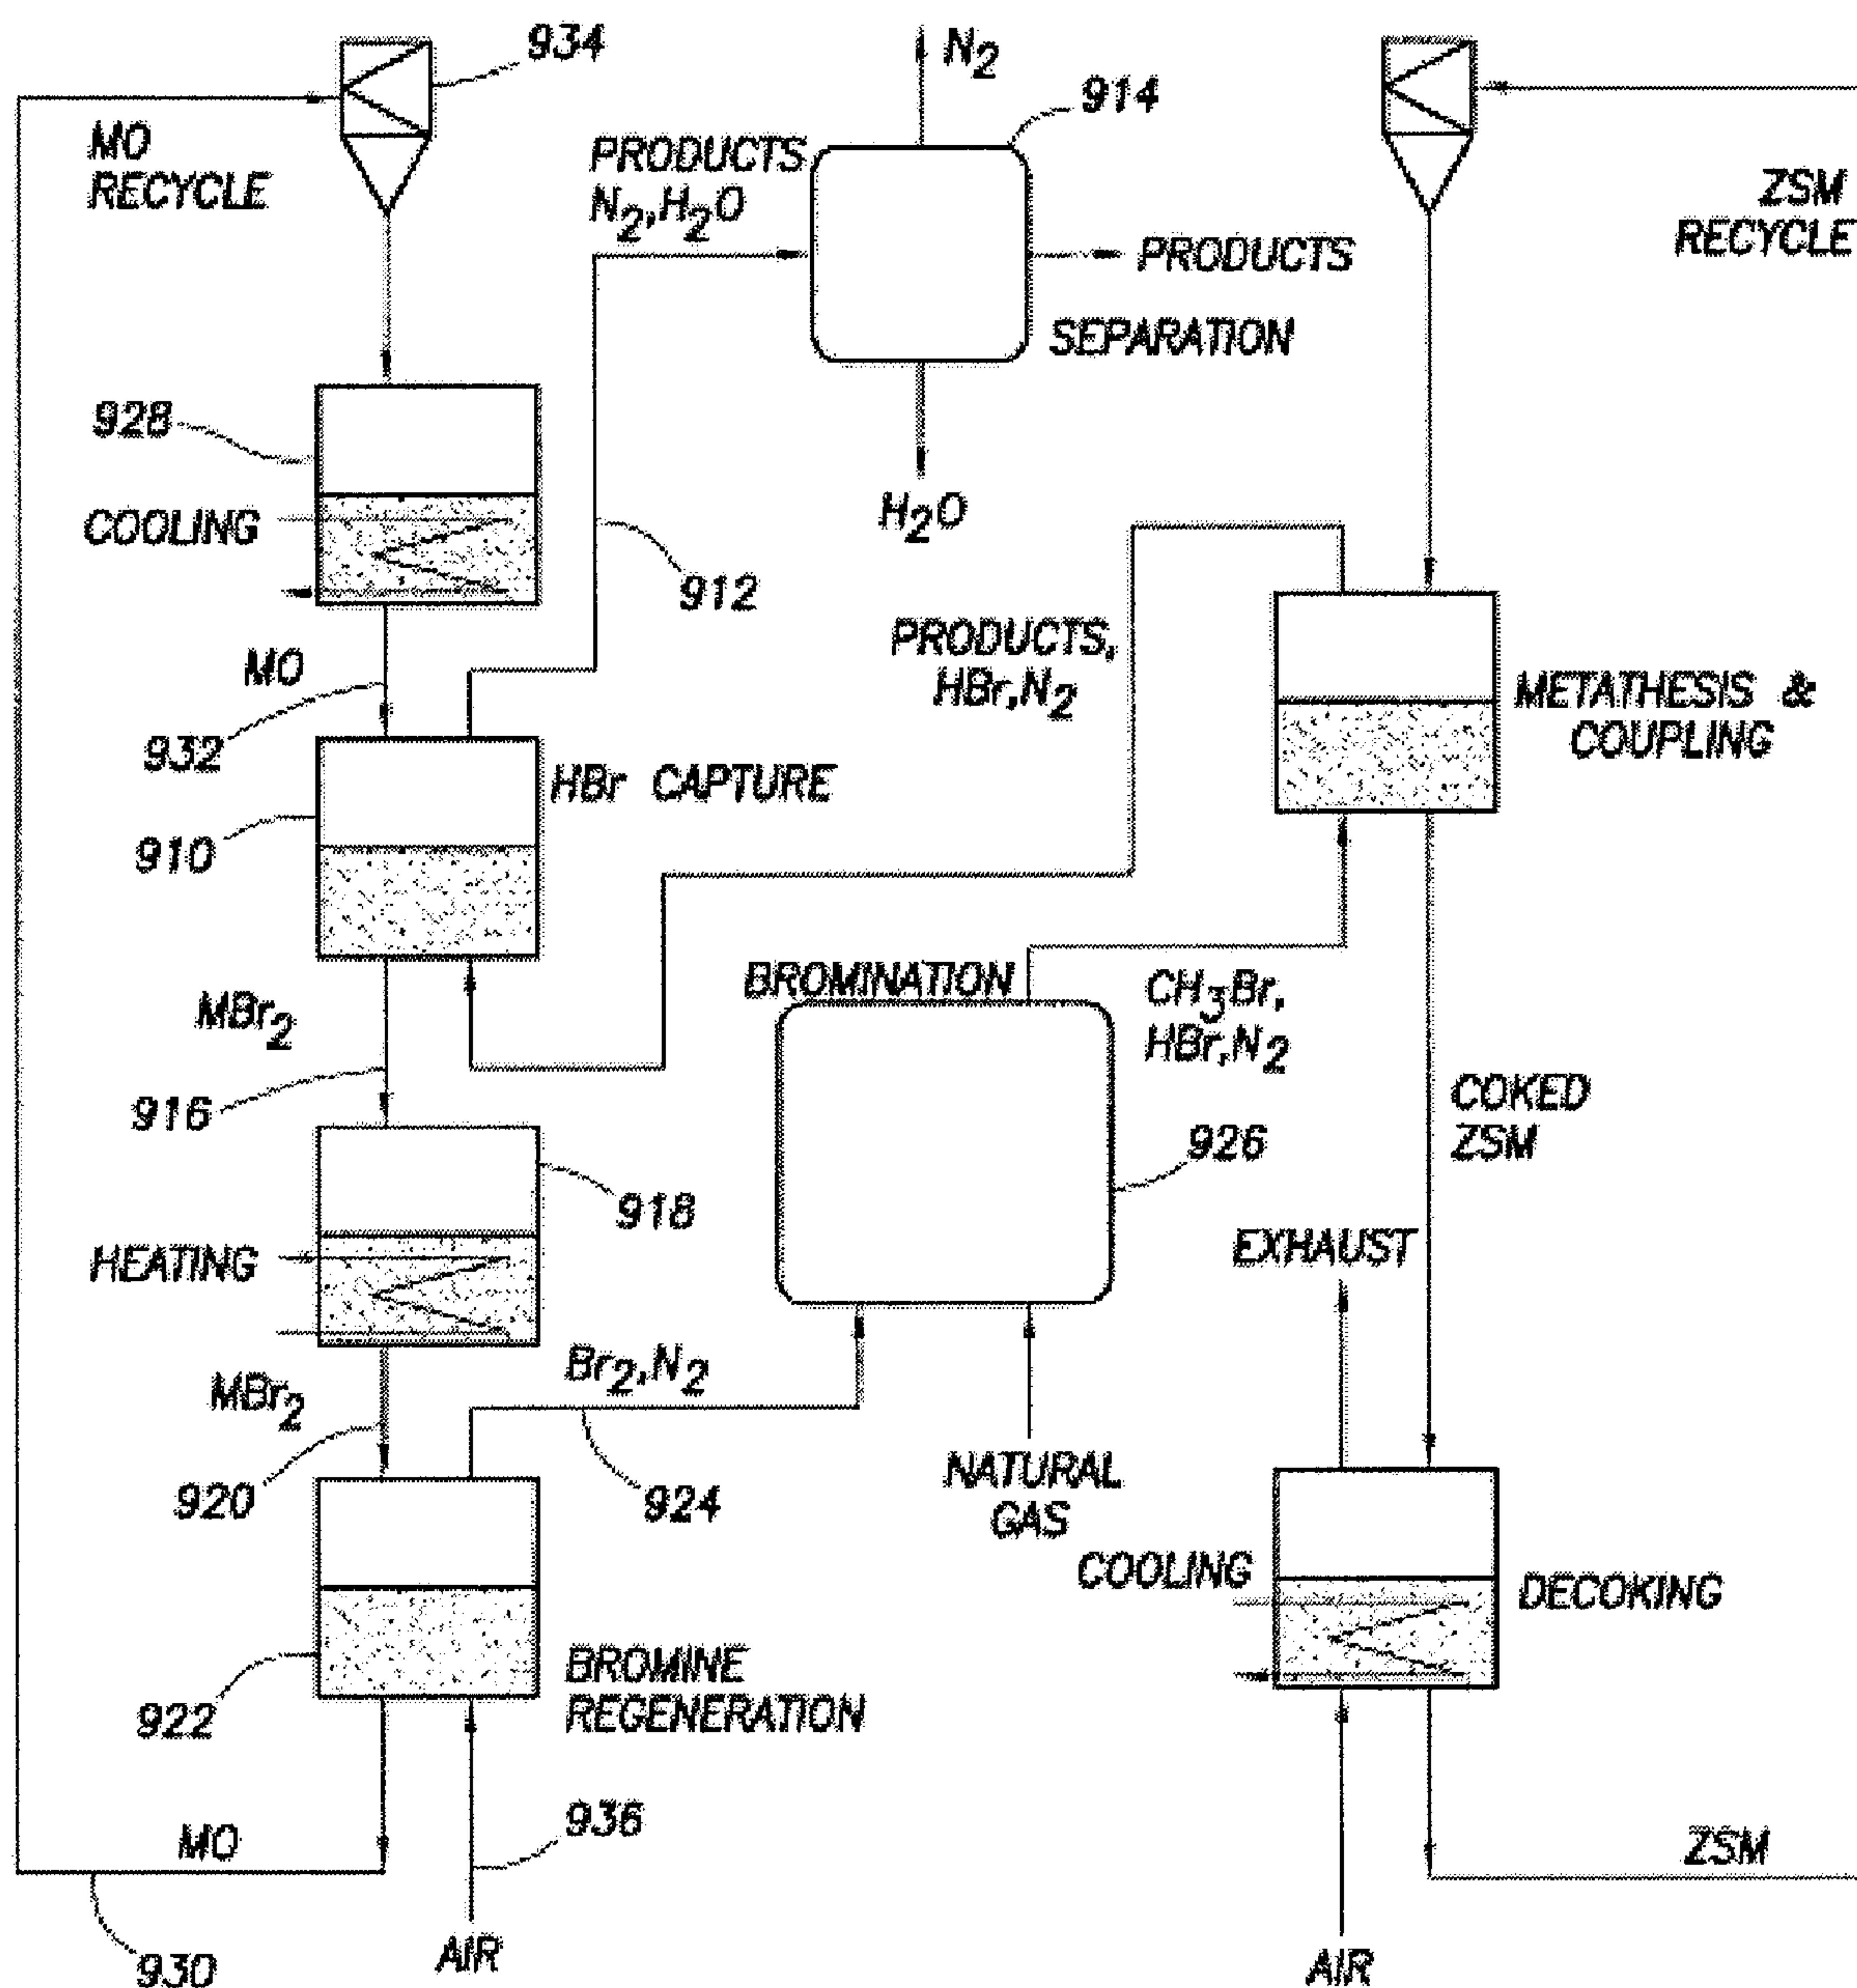 934
N2
914
MO
RECYCLE
PRODUCTS
N2,H2O
ZSM
RECYCLE
PRODUCTS
SEPARATION
928
COOLING
H2O
912
PRODUCTS,
HBr,N2
MO
METATHESIS &
COUPLING
932
HBr CAPTURE
910
BROMINATION
CH3Br,
HBr,N2
MBr2
916
COKED
ZSM
926
918
HEATING
EXHAUST
Br2,N2
MBr2
920
924
NATURAL
GAS
COOLING
DECOKING
BROMINE
REGENERATION
922
936
MO
ZSM
AIR
930
AIR